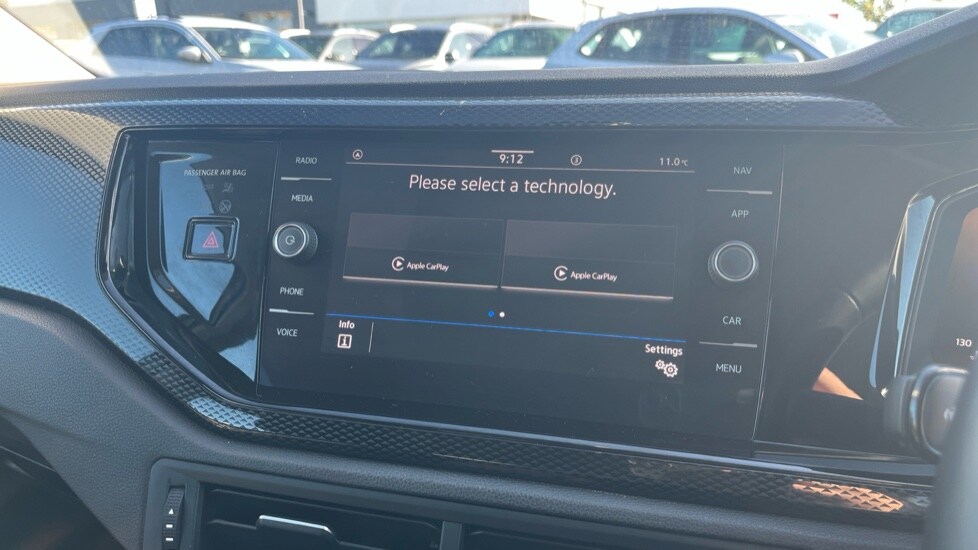 PASSENGER AIR BAG
RADIO
MEDIA
PHONE
VOICE
9:12
11.0°C
Please select a technology.
Apple CarPlay
Apple CarPlay
Info
Settings
NAV
APP
CAR
MENU
130